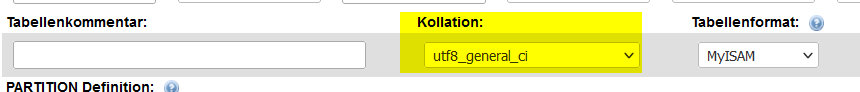 Tabellenkommentar: Kollation: Tabellenformat:
utf8_general_ci MyISAM
PARTITION Definition: